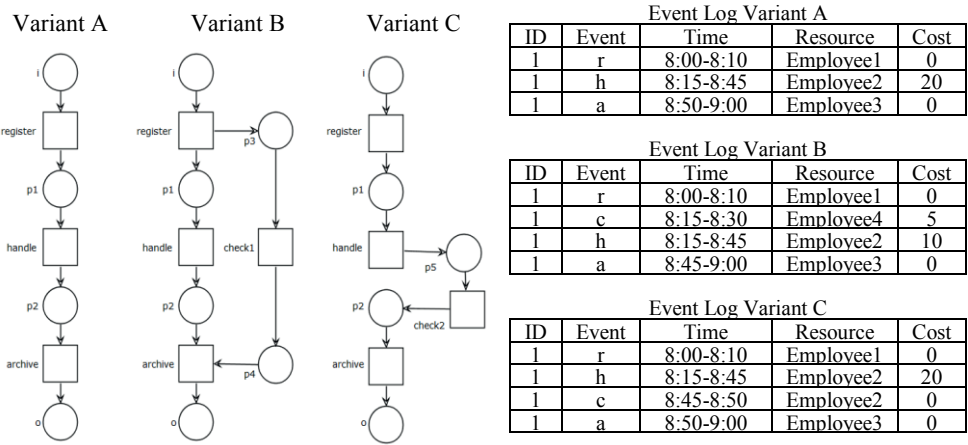 Variant A
Variant B
Variant C
i
register
p1
handle
p2
archive
o
i
register
p3
p1
handle
check1
p2
archive
p4
o
i
register
p1
handle
p5
p2
check2
archive
o
Event Log Variant A
ID Event Time Resource Cost
1 r 8:00-8:10 Employee1 0
1 h 8:15-8:45 Employee2 20
1 a 8:50-9:00 Employee3 0
Event Log Variant B
ID Event Time Resource Cost
1 r 8:00-8:10 Employee1 0
1 c 8:15-8:30 Employee4 5
1 h 8:15-8:45 Employee2 10
1 a 8:45-9:00 Employee3 0
Event Log Variant C
ID Event Time Resource Cost
1 r 8:00-8:10 Employee1 0
1 h 8:15-8:45 Employee2 20
1 c 8:45-8:50 Employee2 0
1 a 8:50-9:00 Employee3 0